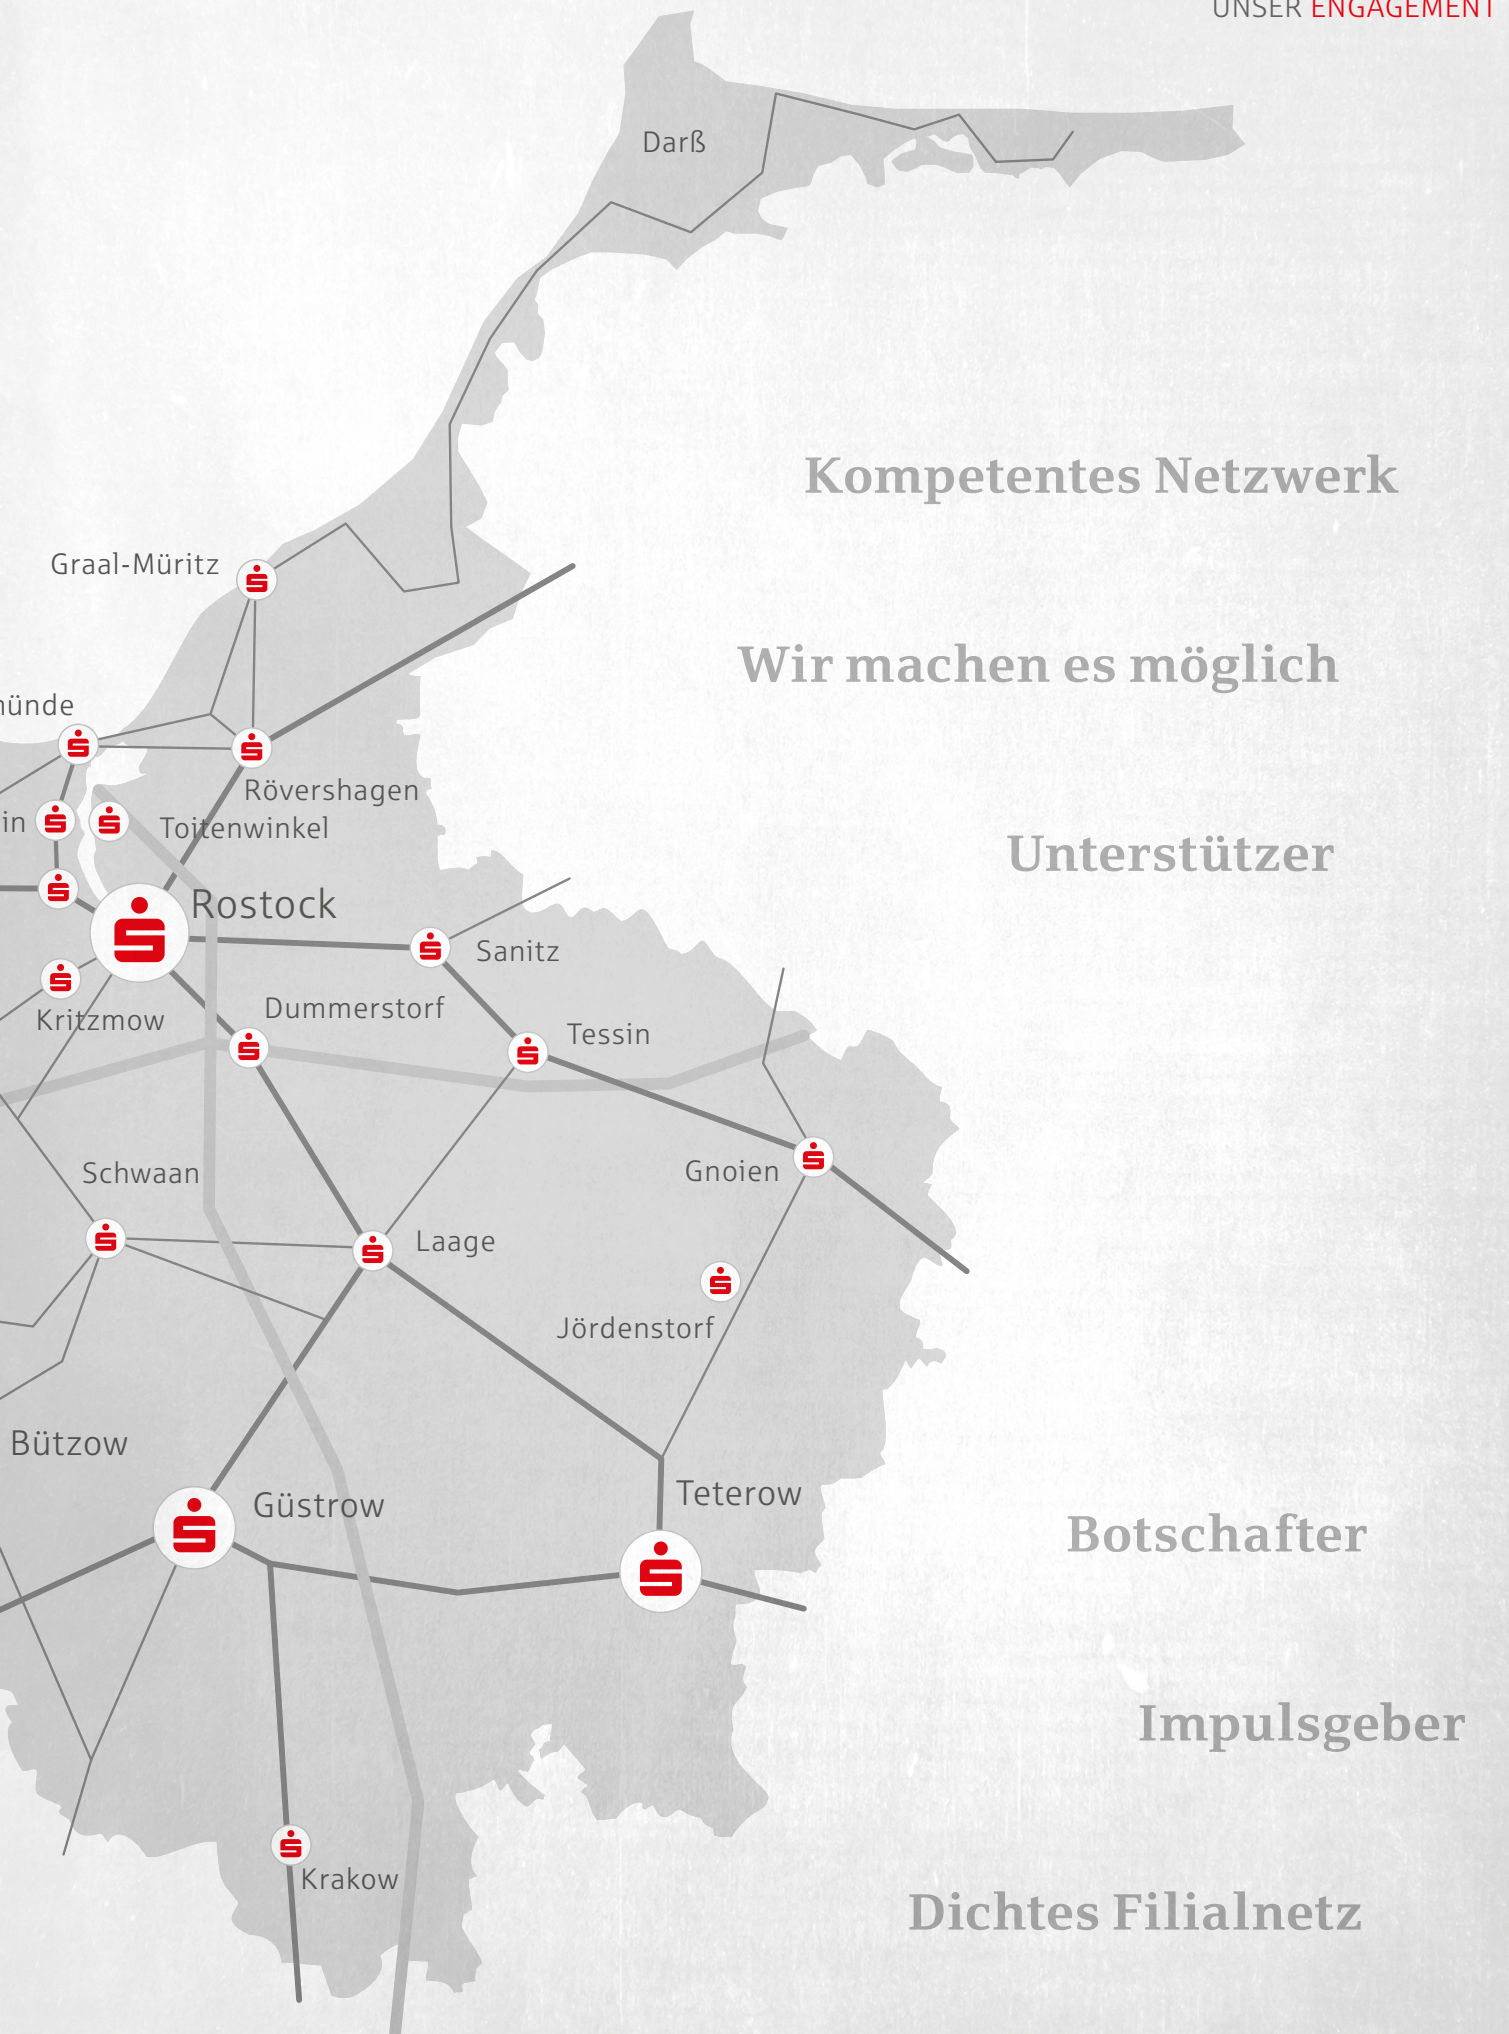 UNSER ENGAGEMENT
Darß
Kompetentes Netzwerk
Graal-Müritz
Wir machen es möglich
münde
Rövershagen
in
Toitenwinkel
Unterstützer
Rostock
Sanitz
Dummerstorf
Kritzmow
Tessin
Gnoien
Schwaan
Laage
Jördenstorf
Bützow
Teterow
Güstrow
Botschafter
Impulsgeber
Krakow
Dichtes Filialnetz